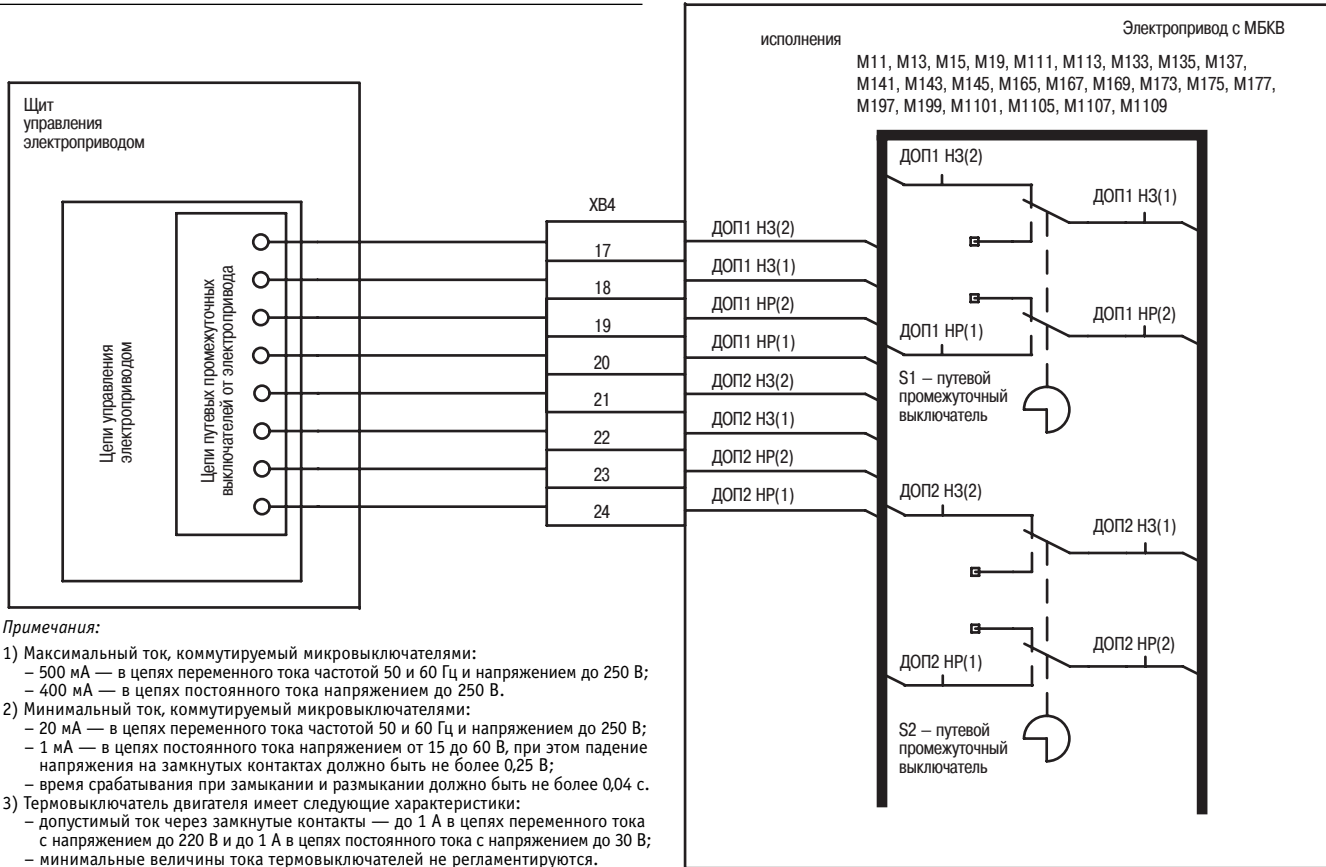 исполнения
Электропривод с МБКВ
М11, М13, М15, М19, М111, М113, М133, М135, М137,
М141, М143, М145, М165, М167, М169, М173, М175, М177,
М197, М199, М1101, М1105, М1107, М1109
Щит
управления
электроприводом
Цепи управления
электроприводом
Цепи путевых промежуточных
выключателей от электропривода
ХВ4
17
18
19
20
21
22
23
24
ДОП1 НЗ(2)
ДОП1 НЗ(1)
ДОП1 НР(2)
ДОП1 НР(1)
ДОП2 НЗ(2)
ДОП2 НЗ(1)
ДОП2 НР(2)
ДОП2 НР(1)
ДОП1 НЗ(2)
ДОП1 НЗ(1)
ДОП1 НР(2)
ДОП1 НР(1)
S1 – путевой
промежуточный
выключатель
ДОП2 НЗ(2)
ДОП2 НЗ(1)
ДОП2 НР(2)
ДОП2 НР(1)
S2 – путевой
промежуточный
выключатель
Примечания:
1) Максимальный ток, коммутируемый микровыключателями:
– 500 мА — в цепях переменного тока частотой 50 и 60 Гц и напряжением до 250 В;
– 400 мА — в цепях постоянного тока напряжением до 250 В.
2) Минимальный ток, коммутируемый микровыключателями:
– 20 мА — в цепях переменного тока частотой 50 и 60 Гц и напряжением до 250 В;
– 1 мА — в цепях постоянного тока напряжением от 15 до 60 В, при этом падение
напряжения на замкнутых контактах должно быть не более 0,25 В;
– время срабатывания при замыкании и размыкании должно быть не более 0,04 с.
3) Термовыключатель двигателя имеет следующие характеристики:
– допустимый ток через замкнутые контакты — до 1 А в цепях переменного тока
с напряжением до 220 В и до 1 А в цепях постоянного тока с напряжением до 30 В;
– минимальные величины тока термовыключателей не регламентируются.